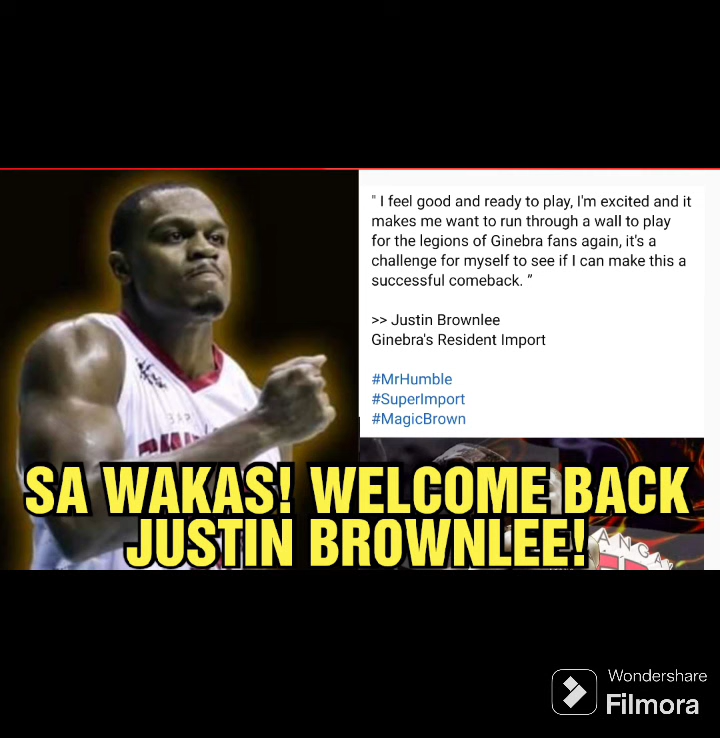 " I feel good and ready to play, I'm excited and it
makes me want to run through a wall to play
for the legions of Ginebra fans again, it's a
challenge for myself to see if I can make this a
successful comeback. "
>> Justin Brownlee
Ginebra's Resident Import
#MrHumble
#SuperImport
#MagicBrown
SA WAKAS! WELCOME BACK
JUSTIN BROWNLEE!
Wondershare
Filmora